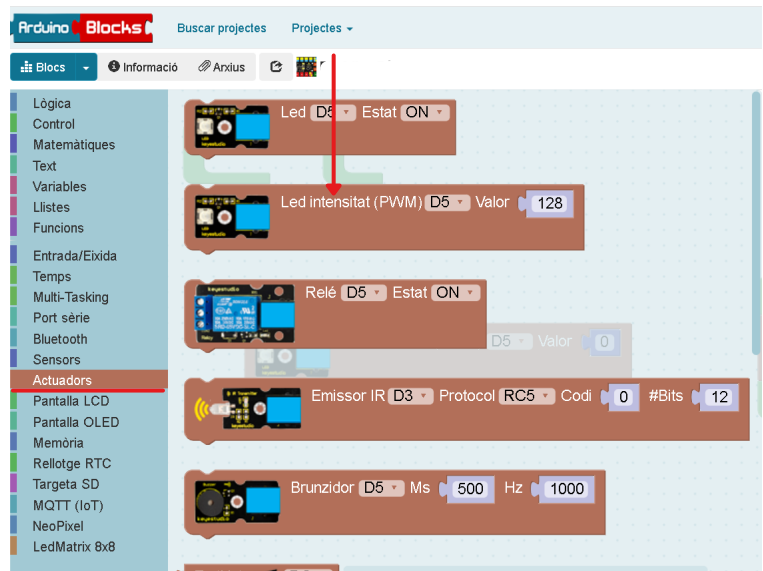 Arduino Blocks
Buscar projectes
Projectes
Blocs
Informació
Arxius
Lògica
Control
Matemàtiques
Text
Variables
Llistes
Funcions
Entrada/Eixida
Temps
Multi-Tasking
Port sèrie
Bluetooth
Sensors
Actuadors
Pantalla LCD
Pantalla OLED
Memòria
Rellotge RTC
Targeta SD
MQTT (IoT)
NeoPixel
LedMatrix 8x8
Led D5 Estat ON
Led intensitat (PWM) D5 Valor 128
Relé D5 Estat ON
D5 Valor 0
Emissor IR D3 Protocol RC5 Codi 0 #Bits 12
Brunzidor D5 Ms 500 Hz 1000